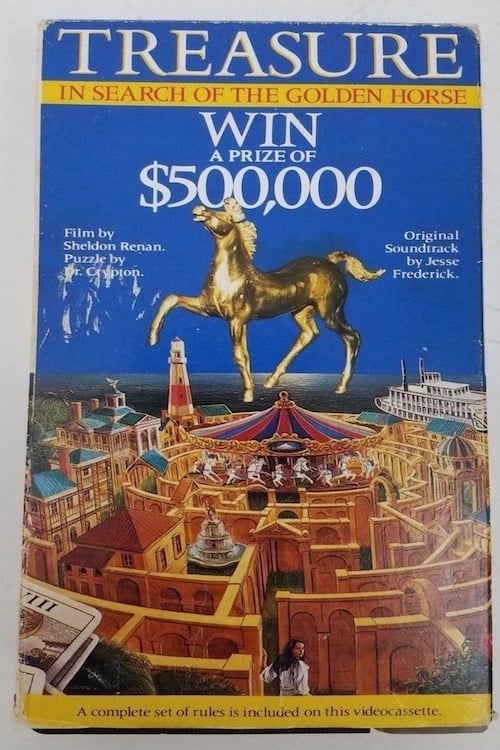 TREASURE
IN SEARCH OF THE GOLDEN HORSE
WIN
A PRIZE OF
$500,000
Film by
Sheldon Renan.
Puzzle by
Dr. Crypton.
Original
Soundtrack
by Jesse
Frederick.
VIII
A complete set of rules is included on this videocassette.